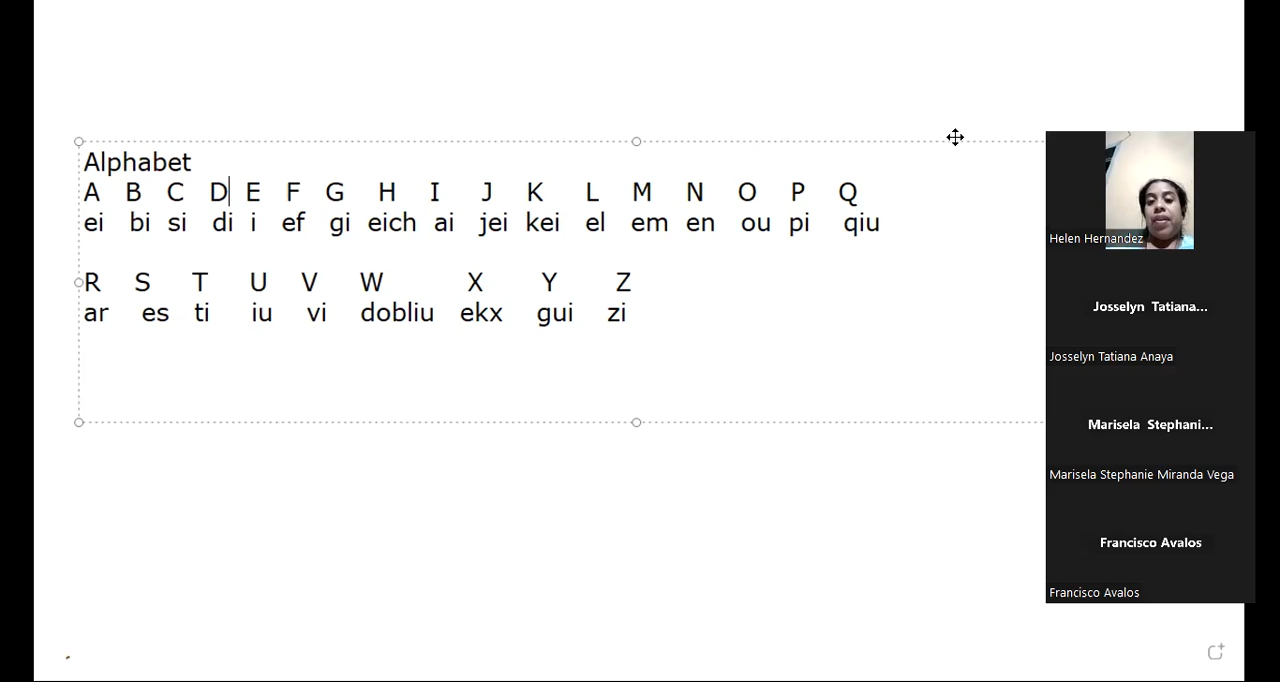 Alphabet
A B C D E F G H I J K L M N O P Q
ei bi si di i ef gi eich ai jei kei el em en ou pi qiu
R S T U V W X Y Z
ar es ti iu vi dobliu ekx gui zi
Helen Hernandez
Josselyn Tatiana...
Josselyn Tatiana Anaya
Marisela Stephani...
Marisela Stephanie Miranda Vega
Francisco Avalos
Francisco Avalos